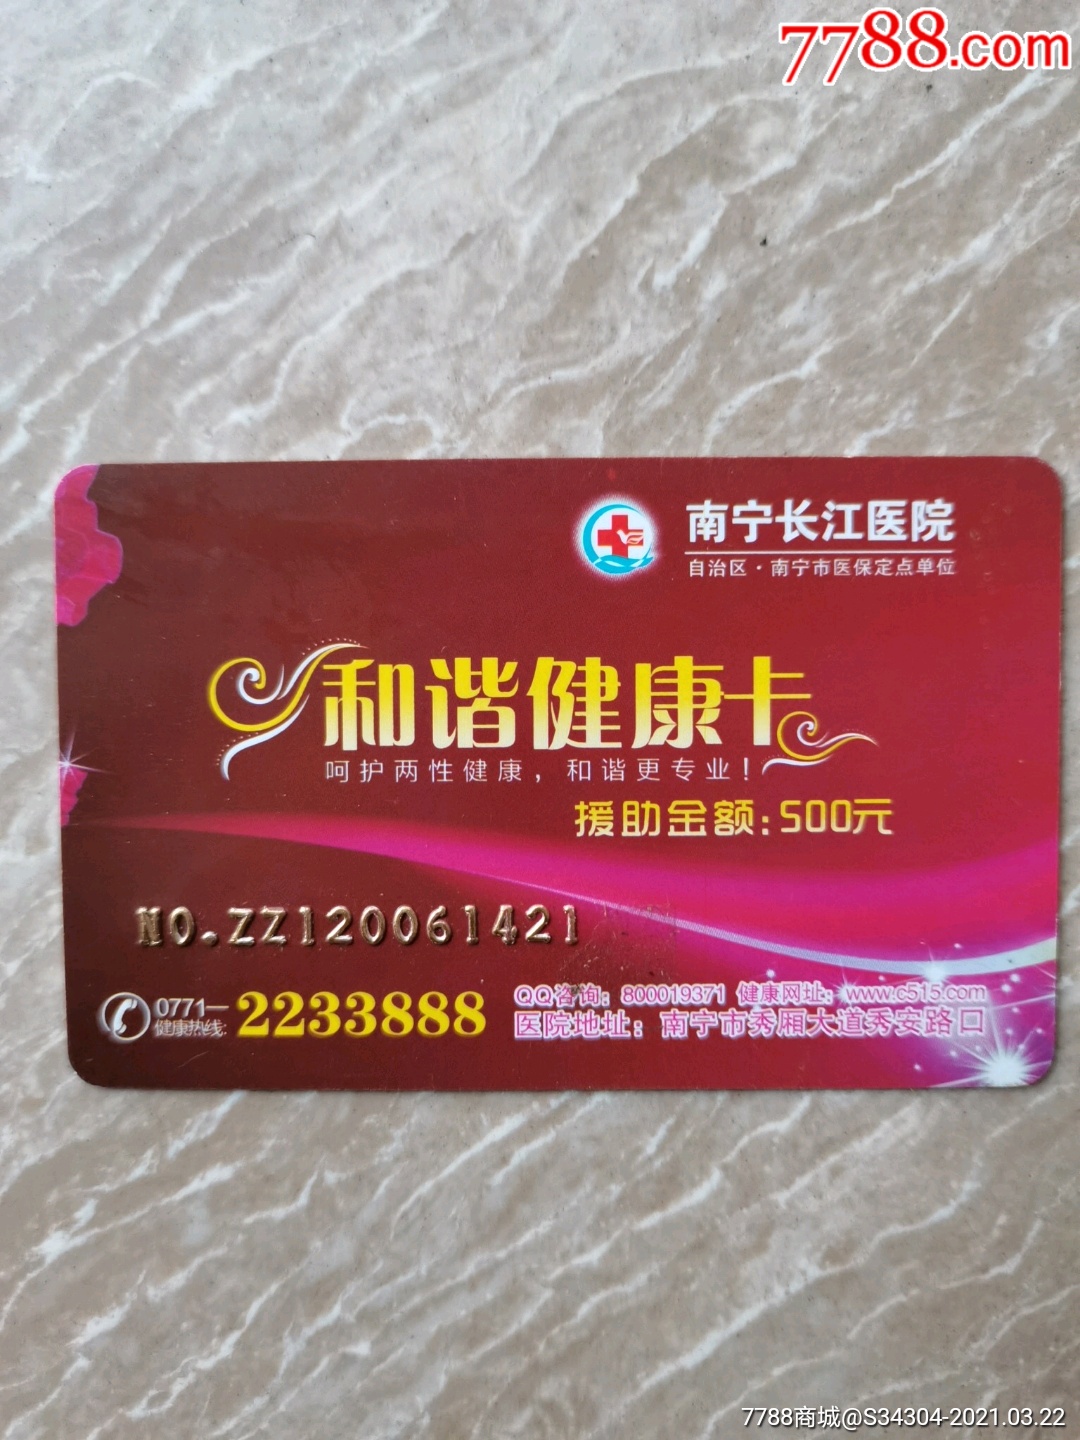 7788.com
南宁长江医院
自治区·南宁市医保定点单位
和谐健康卡
呵护两性健康，和谐更专业！
援助金额：500元
NO.ZZ120061421
0771—
健康热线：
2233888
QQ咨询：800019371 健康网址：www.c515.com
医院地址：南宁市秀厢大道秀安路口
7788商城@S34304-2021.03.22